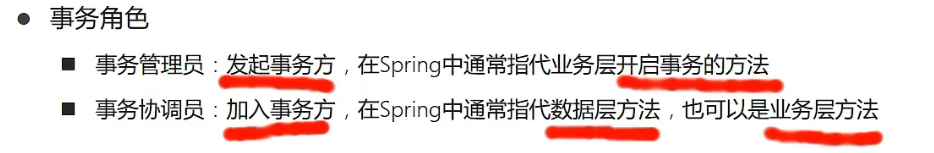 ● 事务角色
■ 事务管理员：发起事务方，在Spring中通常指代业务层开启事务的方法
■ 事务协调员：加入事务方，在Spring中通常指代数据层方法，也可以是业务层方法